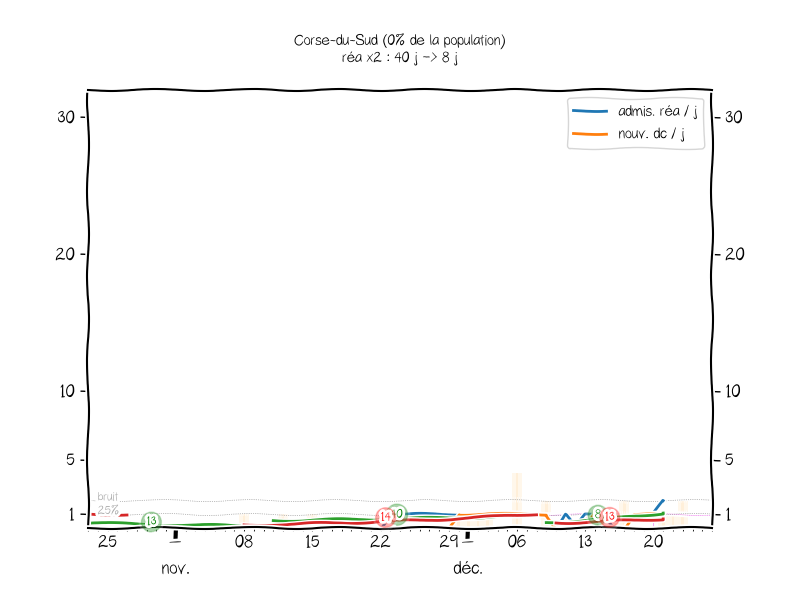 Corse-du-Sud (0% de la population)
réa x2 : 40 j -> 8 j
admis. réa / j
nouv. dc / j
30 30
20 20
10 10
5 5
1 1
bruit
25%
13 14 8 13
25 1 08 15 22 29 1 06 13 20
nov. déc.